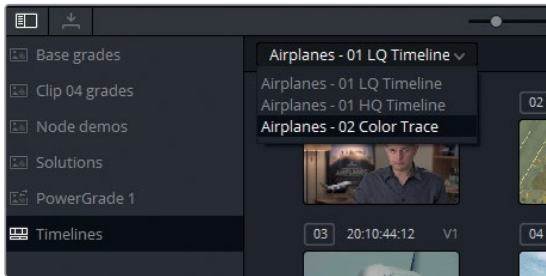 Base grades
Clip 04 grades
Node demos
Solutions
PowerGrade 1
Timelines
Airplanes - 01 LQ Timeline
Airplanes - 01 LQ Timeline
Airplanes - 01 HQ Timeline
Airplanes - 02 Color Trace
02
AIRPLANES
03 20:10:44:12 V1
04